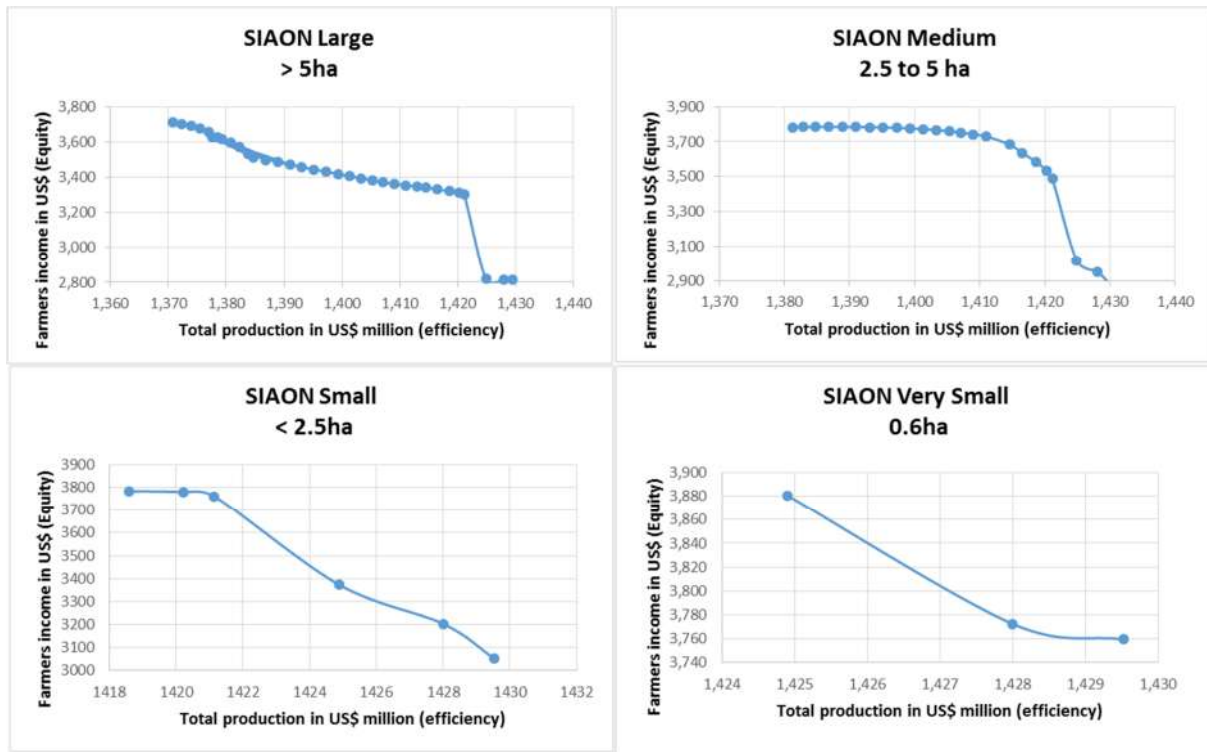 SIAON Large
> 5ha
Farmers income in US$ (Equity)
3,800
3,600
3,400
3,200
3,000
2,800
1,360 1,370 1,380 1,390 1,400 1,410 1,420 1,430 1,440
Total production in US$ million (efficiency)
SIAON Medium
2.5 to 5 ha
Farmers income in US$ (Equity)
3,900
3,700
3,500
3,300
3,100
2,900
1,370 1,380 1,390 1,400 1,410 1,420 1,430 1,440
Total production in US$ million (efficiency)
SIAON Small
< 2.5ha
Farmers income in US$ (Equity)
3900
3800
3700
3600
3500
3400
3300
3200
3100
3000
1418 1420 1422 1424 1426 1428 1430 1432
Total production in US$ million (efficiency)
SIAON Very Small
0.6ha
Farmers income in US$ (Equity)
3,900
3,880
3,860
3,840
3,820
3,800
3,780
3,760
3,740
1,424 1,425 1,426 1,427 1,428 1,429 1,430
Total production in US$ million (efficiency)